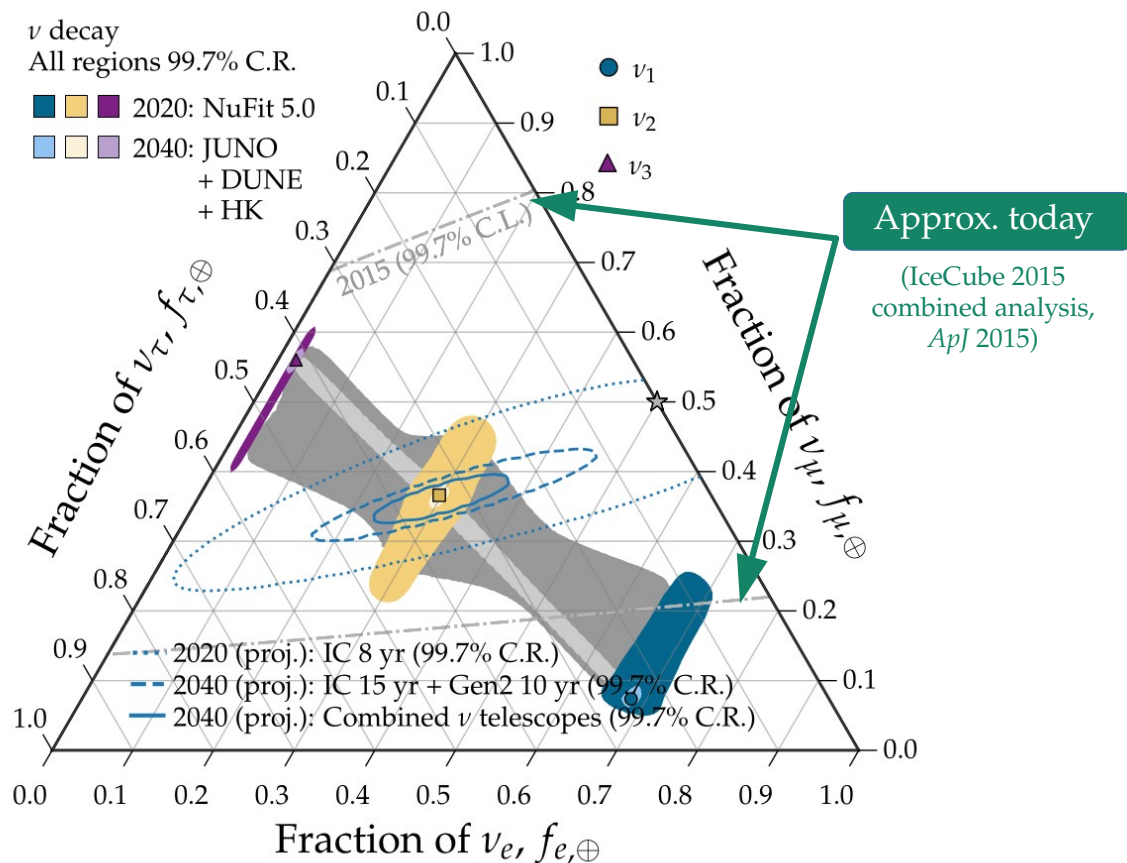 ν decay
All regions 99.7% C.R.
2020: NuFit 5.0
2040: JUNO
+ DUNE
+ HK
ν1
ν2
ν3
Approx. today
(IceCube 2015
combined analysis,
ApJ 2015)
2015 (99.7% C.L.)
Fraction of ντ, fτ,⊕
0.0
0.1
0.2
0.3
0.4
0.5
0.6
0.7
0.8
0.9
1.0
Fraction of νμ, fμ,⊕
1.0
0.9
0.8
0.7
0.6
0.5
0.4
0.3
0.2
0.1
0.0
2020 (proj.): IC 8 yr (99.7% C.R.)
2040 (proj.): IC 15 yr + Gen2 10 yr (99.7% C.R.)
2040 (proj.): Combined ν telescopes (99.7% C.R.)
0.0 0.1 0.2 0.3 0.4 0.5 0.6 0.7 0.8 0.9 1.0
Fraction of νe, fe,⊕